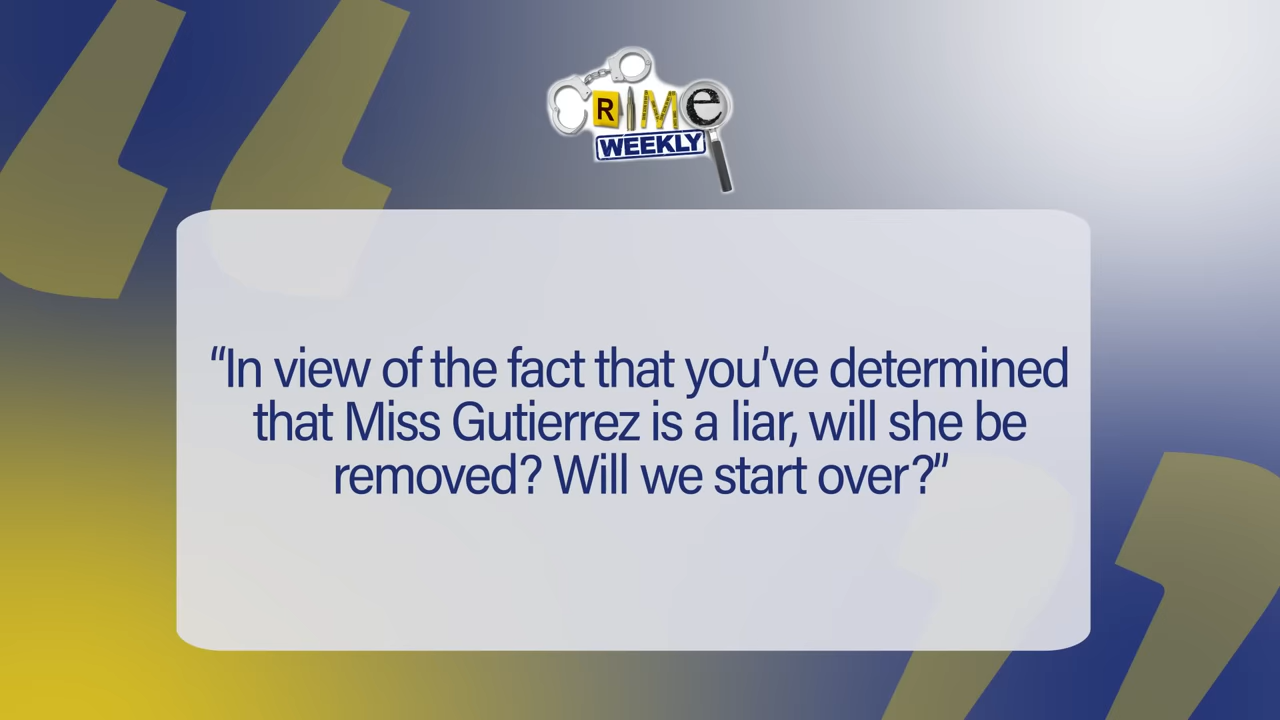 CRIME
WEEKLY
“In view of the fact that you’ve determined
that Miss Gutierrez is a liar, will she be
removed? Will we start over?”